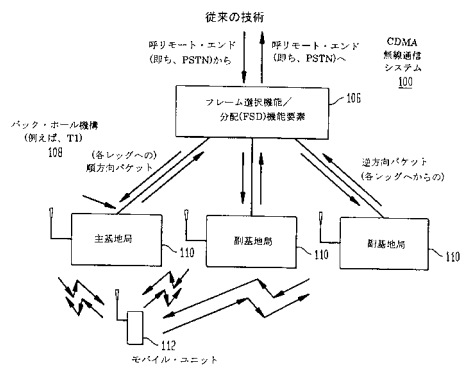 従来の技術
呼リモート・エンド
(即ち、PSTN)から
呼リモート・エンド
(即ち、PSTN)へ
CDMA
無線通信
システム
100
フレーム選択機能／
分配(FSD)機能要素
106
バック・ホール機構
(例えば、T1)
108
(各レッグへの)
順方向パケット
逆方向パケット
(各レッグへからの)
主基地局
110
副基地局
110
副基地局
110
112
モバイル・ユニット